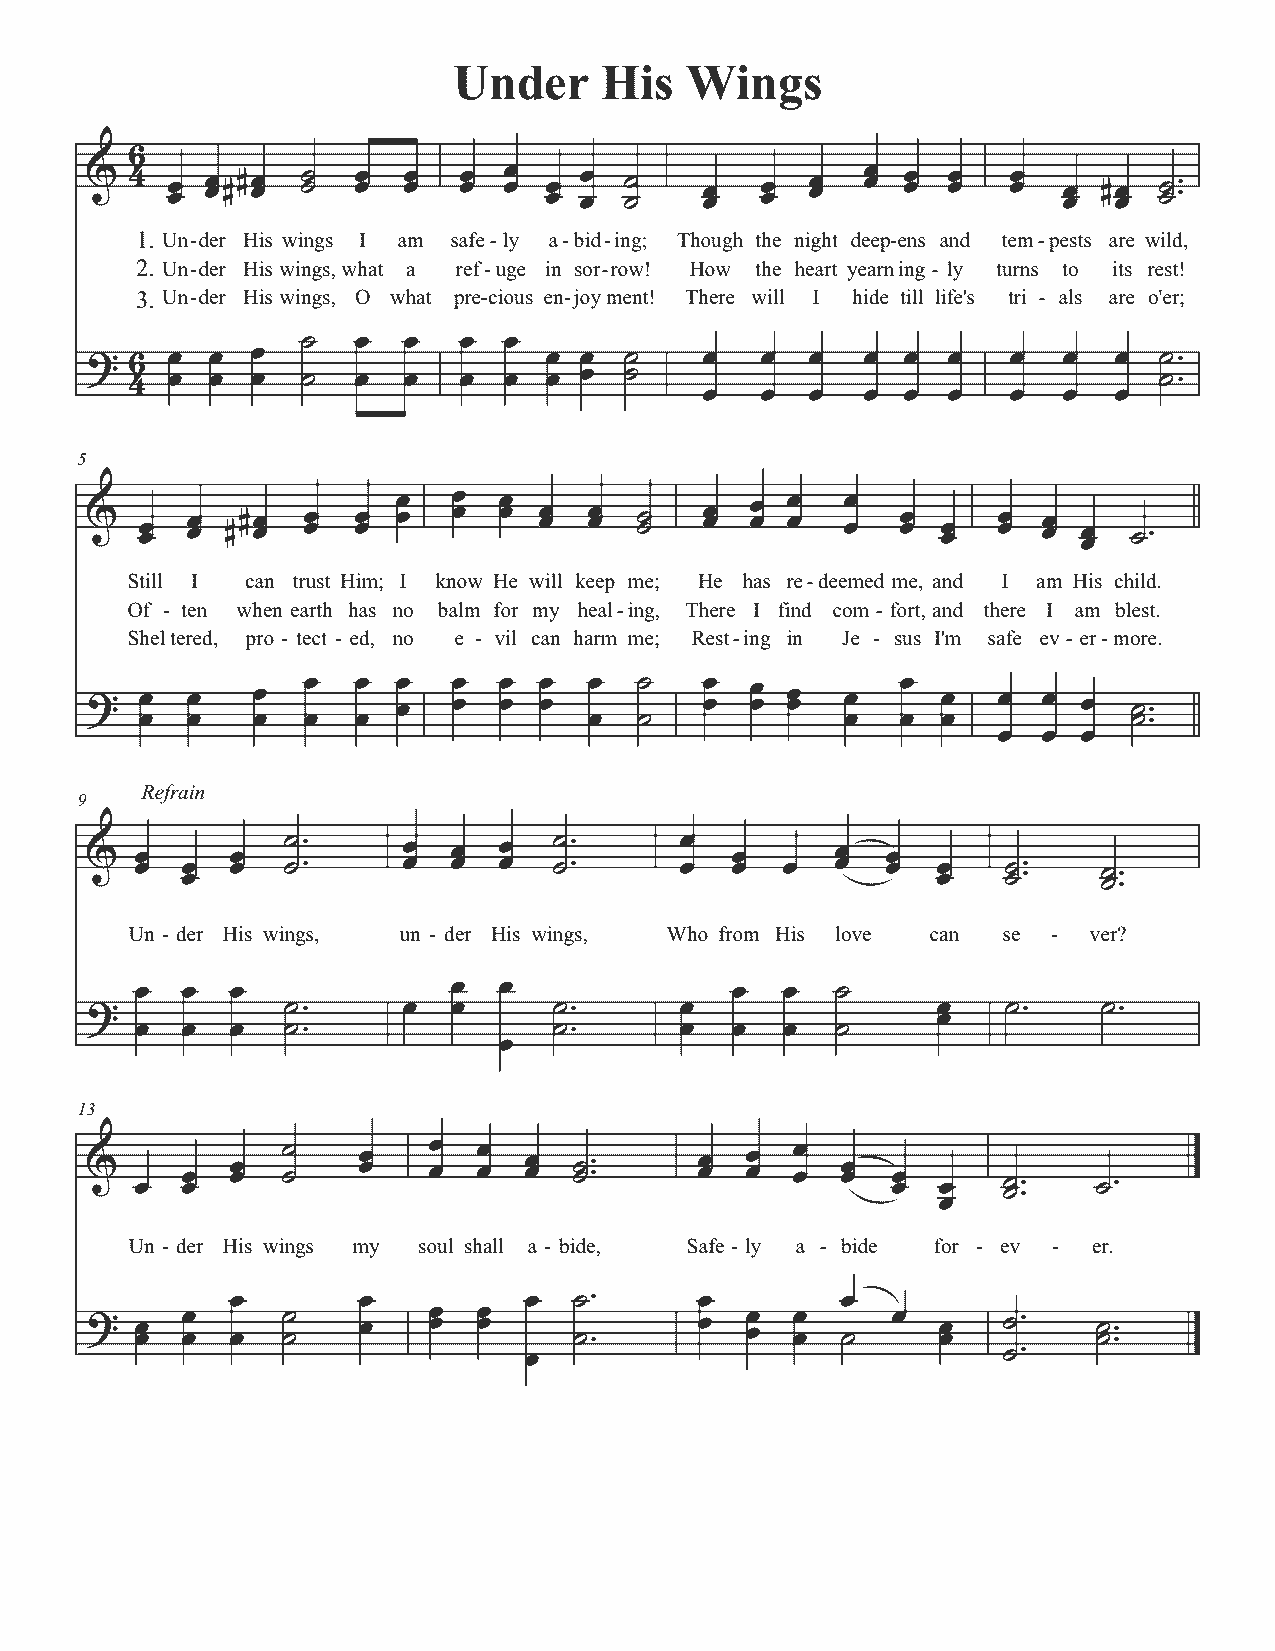 Under His Wings
1. Un-der His wings I am safe - ly a - bid - ing; Though the night deep-ens and tem - pests are wild,
2. Un-der His wings, what a ref - uge in sor-row! How the heart yearn ing - ly turns to its rest!
3. Un-der His wings, O what pre-cious en-joy ment! There will I hide till life's tri - als are o'er;
5
Still I can trust Him; I know He will keep me; He has re - deemed me, and I am His child.
Of - ten when earth has no balm for my heal - ing, There I find com - fort, and there I am blest.
Shel tered, pro - tect - ed, no e - vil can harm me; Rest - ing in Je - sus I'm safe ev - er - more.
9 Refrain
Un - der His wings, un - der His wings, Who from His love can se - ver?
13
Un - der His wings my soul shall a - bide, Safe - ly a - bide for - ev - er.